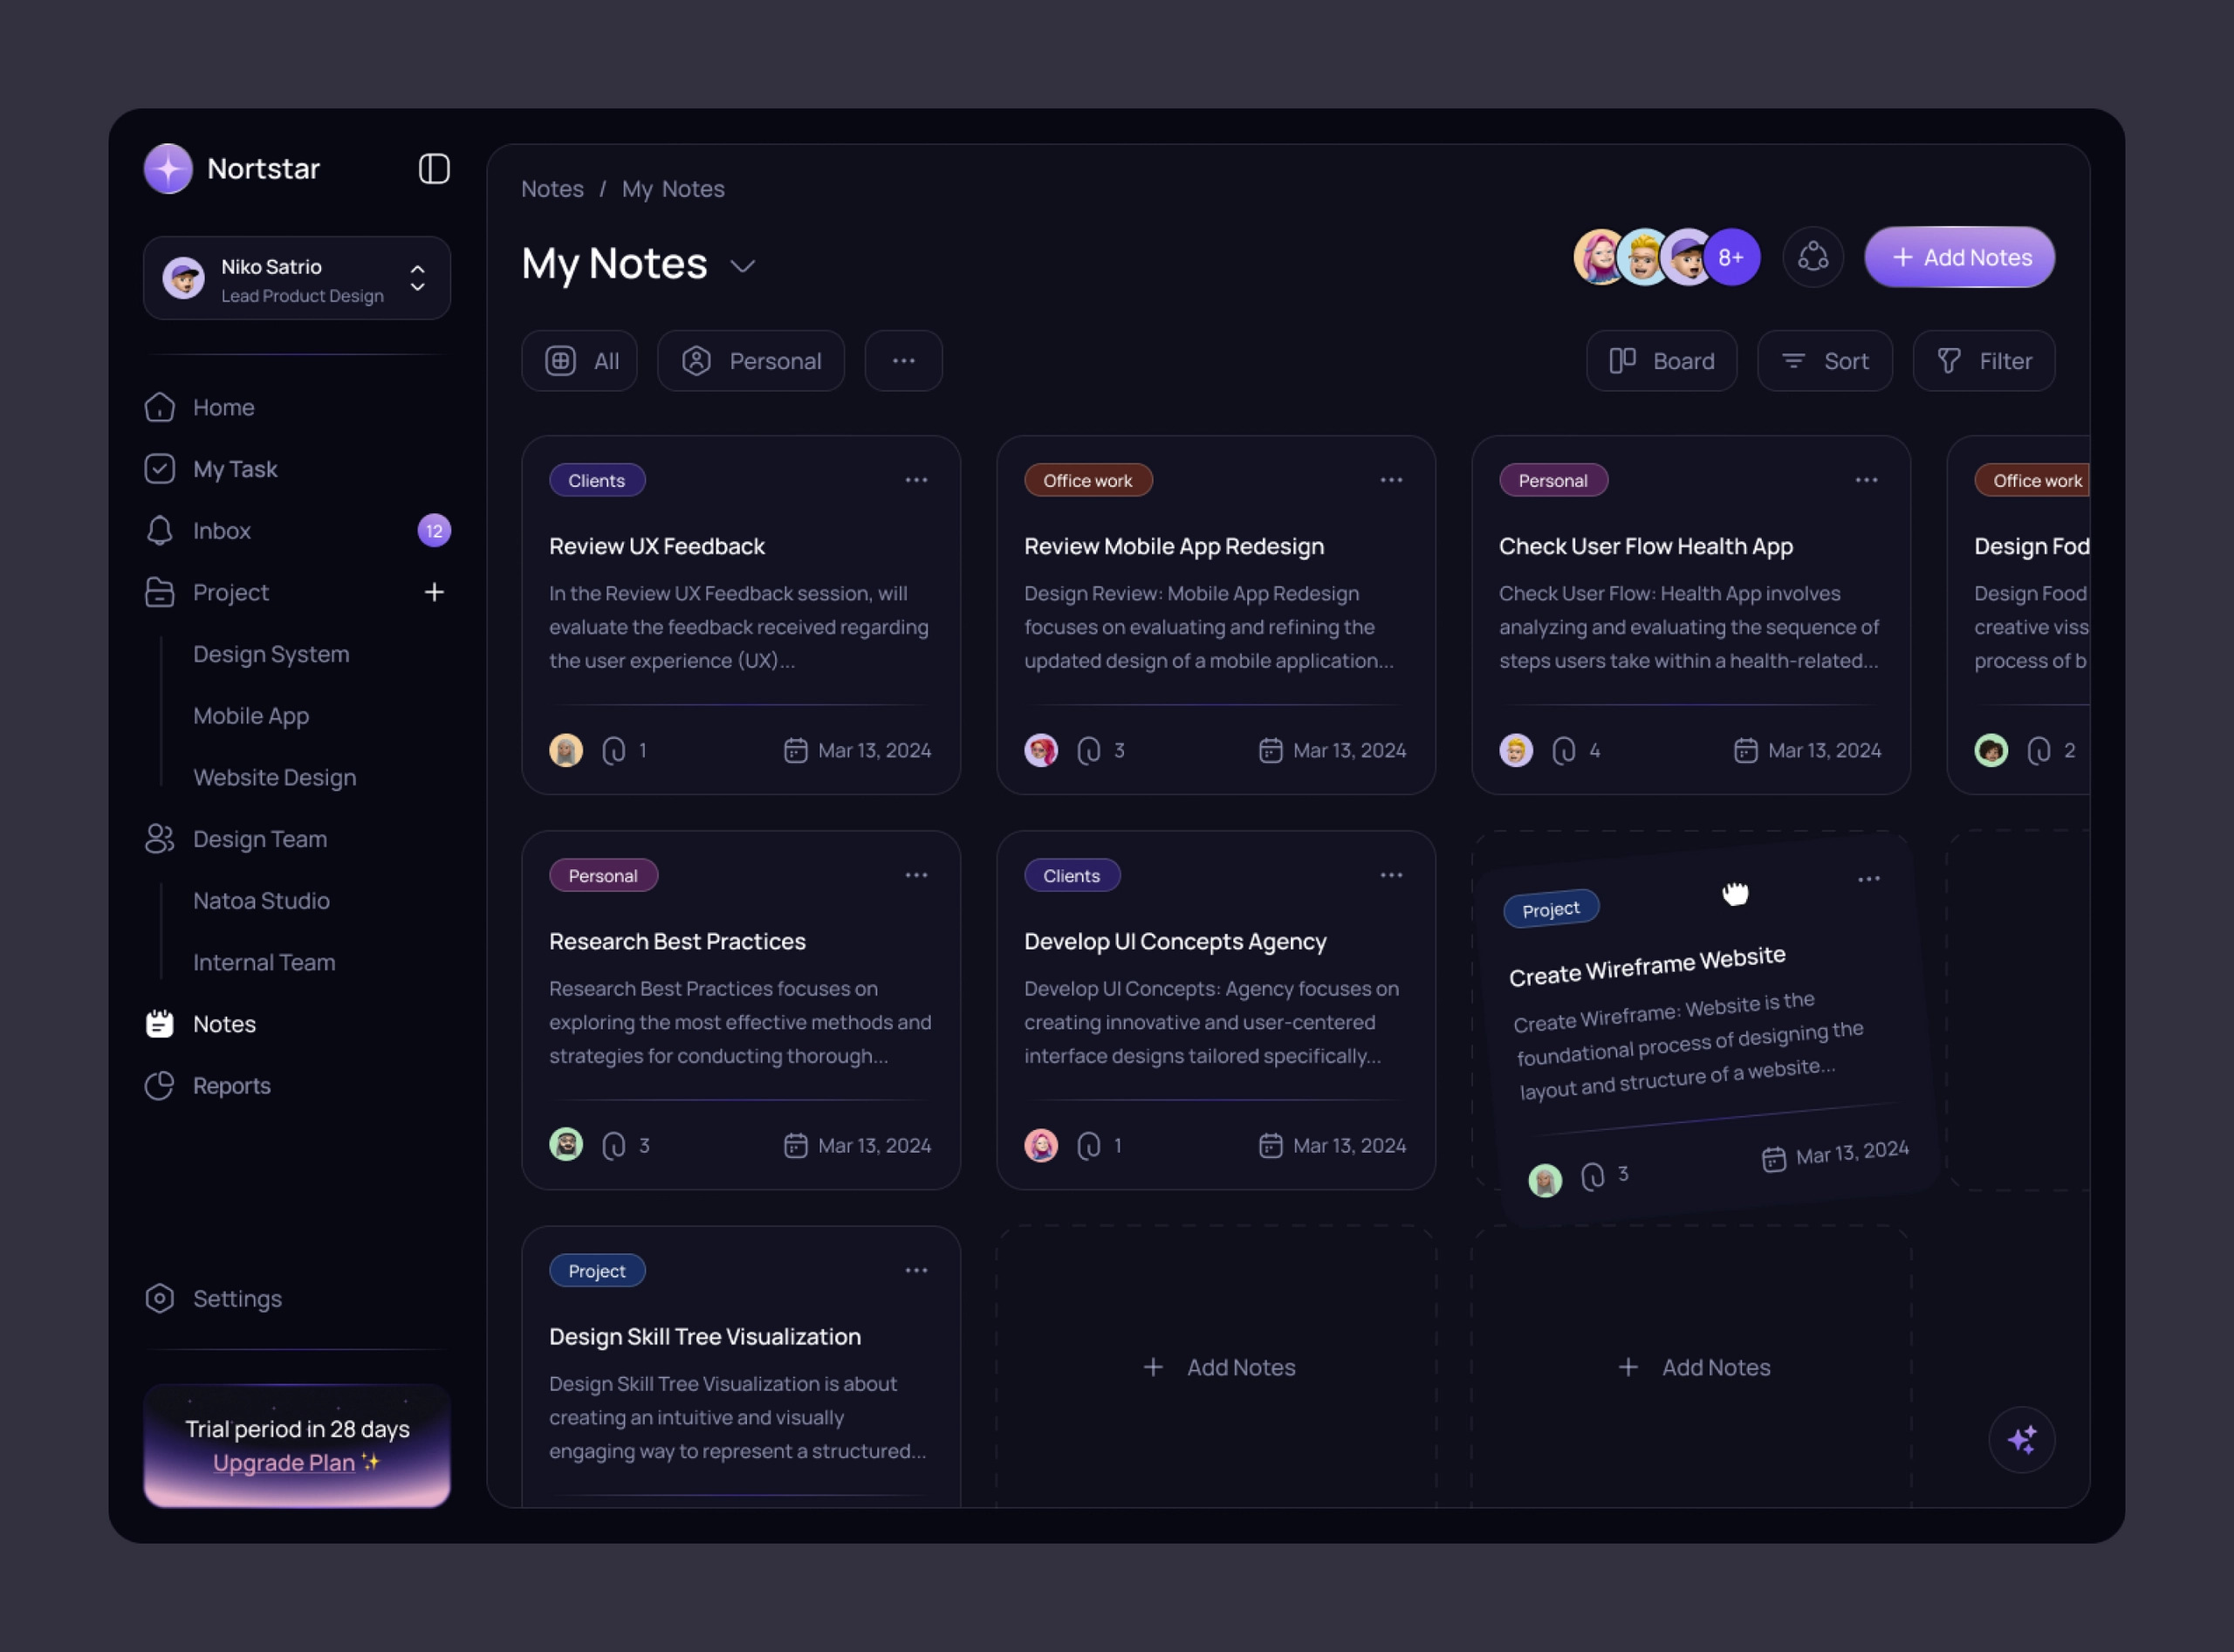 Nortstar
Niko Satrio
Lead Product Design
Home
My Task
Inbox
12
Project
Design System
Mobile App
Website Design
Design Team
Natoa Studio
Internal Team
Notes
Reports
Settings
Trial period in 28 days
Upgrade Plan
Notes / My Notes
My Notes
8+
Add Notes
All
Personal
Board
Sort
Filter
Clients
Review UX Feedback
In the Review UX Feedback session, will
evaluate the feedback received regarding
the user experience (UX)...
1
Mar 13, 2024
Office work
Review Mobile App Redesign
Design Review: Mobile App Redesign
focuses on evaluating and refining the
updated design of a mobile application...
3
Mar 13, 2024
Personal
Check User Flow Health App
Check User Flow: Health App involves
analyzing and evaluating the sequence of
steps users take within a health-related...
4
Mar 13, 2024
Office work
Design Fod
Design Food
creative viss
process of b
2
Personal
Research Best Practices
Research Best Practices focuses on
exploring the most effective methods and
strategies for conducting thorough...
3
Mar 13, 2024
Clients
Develop UI Concepts Agency
Develop UI Concepts: Agency focuses on
creating innovative and user-centered
interface designs tailored specifically...
1
Mar 13, 2024
Project
Create Wireframe Website
Create Wireframe: Website is the
foundational process of designing the
layout and structure of a website...
3
Mar 13, 2024
Project
Design Skill Tree Visualization
Design Skill Tree Visualization is about
creating an intuitive and visually
engaging way to represent a structured...
Add Notes
Add Notes